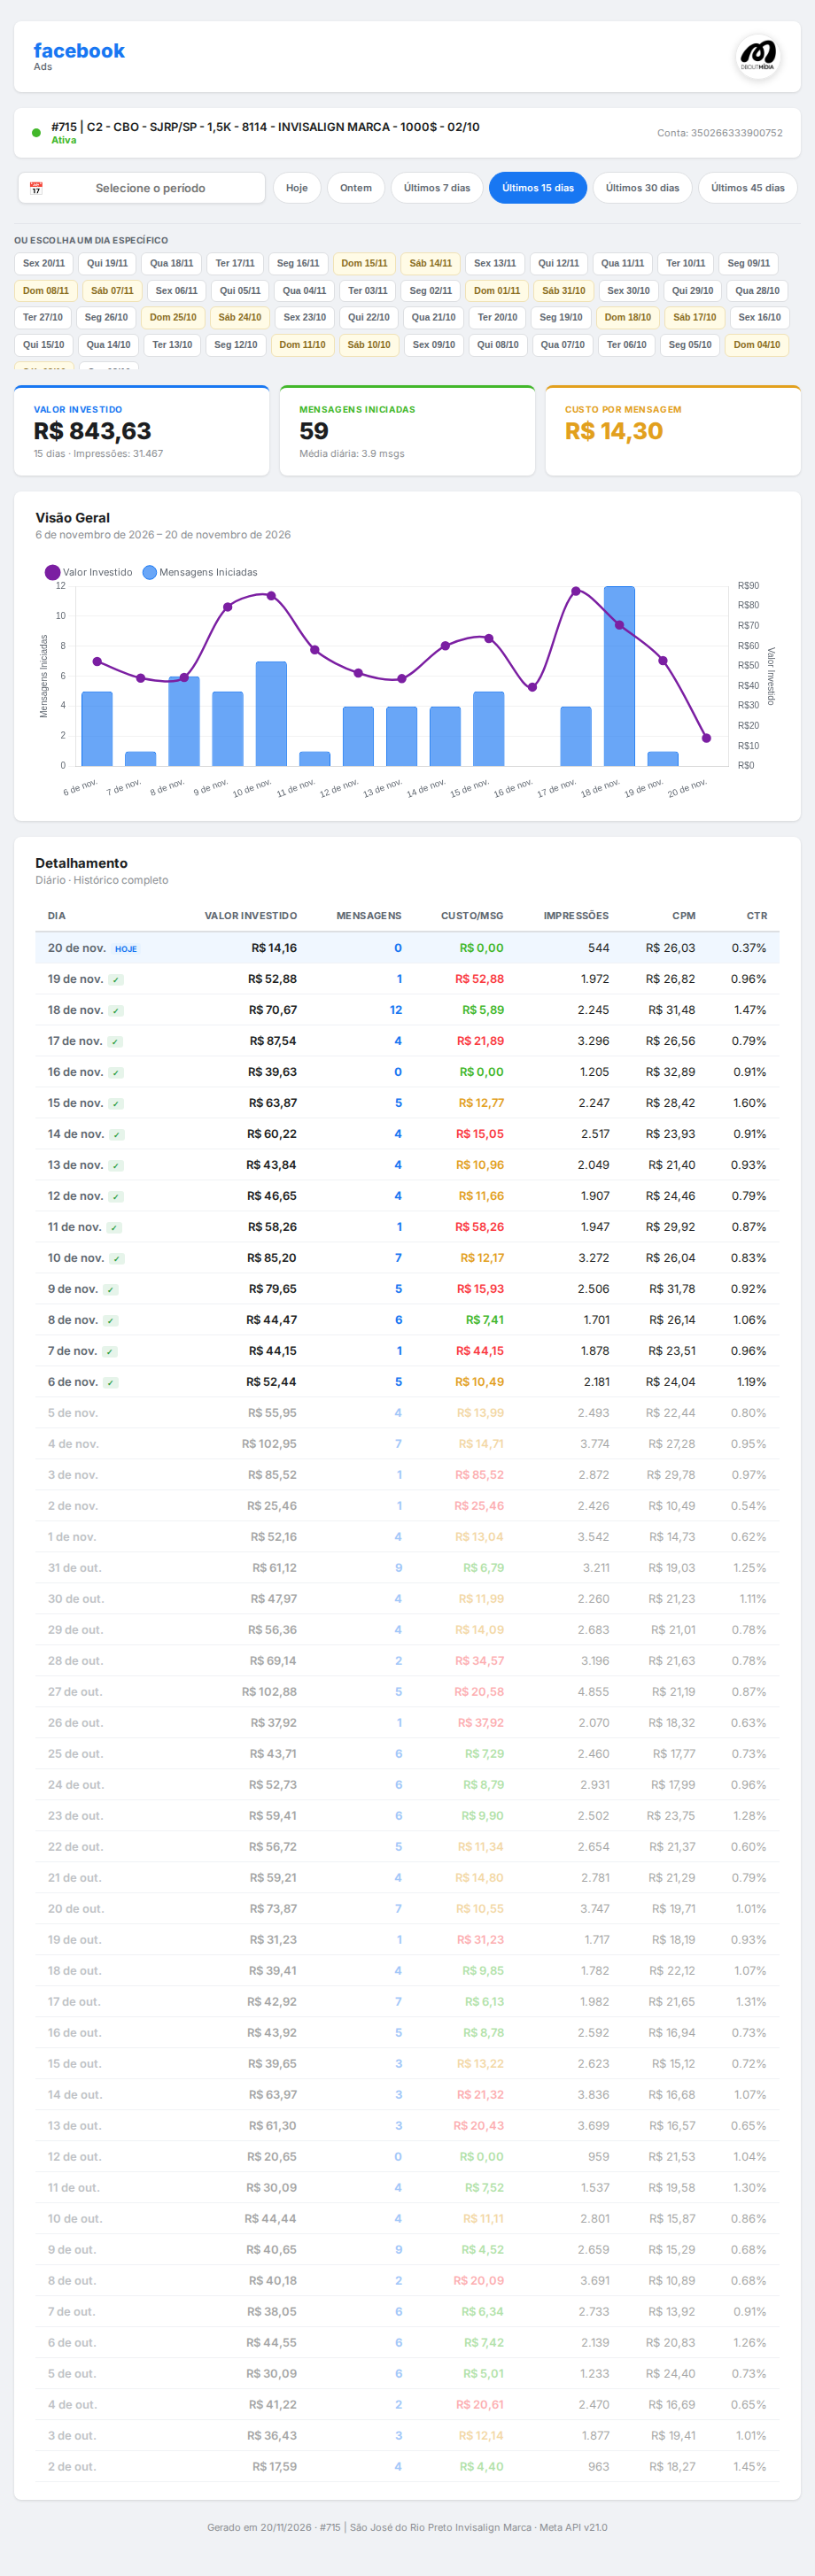 facebook
Ads
DBOUTMÍDIA
#715 | C2 - CBO - SJRP/SP - 1,5K - 8114 - INVISALIGN MARCA - 1000$ - 02/10
Ativa
Conta: 350266333900752
Selecione o período
Hoje
Ontem
Últimos 7 dias
Últimos 15 dias
Últimos 30 dias
Últimos 45 dias
OU ESCOLHA UM DIA ESPECÍFICO
Sex 20/11 Qui 19/11 Qua 18/11 Ter 17/11 Seg 16/11 Dom 15/11 Sáb 14/11 Sex 13/11 Qui 12/11 Qua 11/11 Ter 10/11 Seg 09/11
Dom 08/11 Sáb 07/11 Sex 06/11 Qui 05/11 Qua 04/11 Ter 03/11 Seg 02/11 Dom 01/11 Sáb 31/10 Sex 30/10 Qui 29/10 Qua 28/10
Ter 27/10 Seg 26/10 Dom 25/10 Sáb 24/10 Sex 23/10 Qui 22/10 Qua 21/10 Ter 20/10 Seg 19/10 Dom 18/10 Sáb 17/10 Sex 16/10
Qui 15/10 Qua 14/10 Ter 13/10 Seg 12/10 Dom 11/10 Sáb 10/10 Sex 09/10 Qui 08/10 Qua 07/10 Ter 06/10 Seg 05/10 Dom 04/10
VALOR INVESTIDO
R$ 843,63
15 dias · Impressões: 31.467
MENSAGENS INICIADAS
59
Média diária: 3.9 msgs
CUSTO POR MENSAGEM
R$ 14,30
Visão Geral
6 de novembro de 2026 – 20 de novembro de 2026
Valor Investido
Mensagens Iniciadas
12
10
8
6
4
2
0
Mensagens Iniciadas
R$90
R$80
R$70
R$60
R$50
R$40
R$30
R$20
R$10
R$0
Valor Investido
6 de nov. 7 de nov. 8 de nov. 9 de nov. 10 de nov. 11 de nov. 12 de nov. 13 de nov. 14 de nov. 15 de nov. 16 de nov. 17 de nov. 18 de nov. 19 de nov. 20 de nov.
Detalhamento
Diário · Histórico completo
DIA VALOR INVESTIDO MENSAGENS CUSTO/MSG IMPRESSÕES CPM CTR
20 de nov. HOJE R$ 14,16 0 R$ 0,00 544 R$ 26,03 0.37%
19 de nov. ✓ R$ 52,88 1 R$ 52,88 1.972 R$ 26,82 0.96%
18 de nov. ✓ R$ 70,67 12 R$ 5,89 2.245 R$ 31,48 1.47%
17 de nov. ✓ R$ 87,54 4 R$ 21,89 3.296 R$ 26,56 0.79%
16 de nov. ✓ R$ 39,63 0 R$ 0,00 1.205 R$ 32,89 0.91%
15 de nov. ✓ R$ 63,87 5 R$ 12,77 2.247 R$ 28,42 1.60%
14 de nov. ✓ R$ 60,22 4 R$ 15,05 2.517 R$ 23,93 0.91%
13 de nov. ✓ R$ 43,84 4 R$ 10,96 2.049 R$ 21,40 0.93%
12 de nov. ✓ R$ 46,65 4 R$ 11,66 1.907 R$ 24,46 0.79%
11 de nov. ✓ R$ 58,26 1 R$ 58,26 1.947 R$ 29,92 0.87%
10 de nov. ✓ R$ 85,20 7 R$ 12,17 3.272 R$ 26,04 0.83%
9 de nov. ✓ R$ 79,65 5 R$ 15,93 2.506 R$ 31,78 0.92%
8 de nov. ✓ R$ 44,47 6 R$ 7,41 1.701 R$ 26,14 1.06%
7 de nov. ✓ R$ 44,15 1 R$ 44,15 1.878 R$ 23,51 0.96%
6 de nov. ✓ R$ 52,44 5 R$ 10,49 2.181 R$ 24,04 1.19%
5 de nov. R$ 55,95 4 R$ 13,99 2.493 R$ 22,44 0.80%
4 de nov. R$ 102,95 7 R$ 14,71 3.774 R$ 27,28 0.95%
3 de nov. R$ 85,52 1 R$ 85,52 2.872 R$ 29,78 0.97%
2 de nov. R$ 25,46 1 R$ 25,46 2.426 R$ 10,49 0.54%
1 de nov. R$ 52,16 4 R$ 13,04 3.542 R$ 14,73 0.62%
31 de out. R$ 61,12 9 R$ 6,79 3.211 R$ 19,03 1.25%
30 de out. R$ 47,97 4 R$ 11,99 2.260 R$ 21,23 1.11%
29 de out. R$ 56,36 4 R$ 14,09 2.683 R$ 21,01 0.78%
28 de out. R$ 69,14 2 R$ 34,57 3.196 R$ 21,63 0.78%
27 de out. R$ 102,88 5 R$ 20,58 4.855 R$ 21,19 0.87%
26 de out. R$ 37,92 1 R$ 37,92 2.070 R$ 18,32 0.63%
25 de out. R$ 43,71 6 R$ 7,29 2.460 R$ 17,77 0.73%
24 de out. R$ 52,73 6 R$ 8,79 2.931 R$ 17,99 0.96%
23 de out. R$ 59,41 6 R$ 9,90 2.502 R$ 23,75 1.28%
22 de out. R$ 56,72 5 R$ 11,34 2.654 R$ 21,37 0.60%
21 de out. R$ 59,21 4 R$ 14,80 2.781 R$ 21,29 0.79%
20 de out. R$ 73,87 7 R$ 10,55 3.747 R$ 19,71 1.01%
19 de out. R$ 31,23 1 R$ 31,23 1.717 R$ 18,19 0.93%
18 de out. R$ 39,41 4 R$ 9,85 1.782 R$ 22,12 1.07%
17 de out. R$ 42,92 7 R$ 6,13 1.982 R$ 21,65 1.31%
16 de out. R$ 43,92 5 R$ 8,78 2.592 R$ 16,94 0.73%
15 de out. R$ 39,65 3 R$ 13,22 2.623 R$ 15,12 0.72%
14 de out. R$ 63,97 3 R$ 21,32 3.836 R$ 16,68 1.07%
13 de out. R$ 61,30 3 R$ 20,43 3.699 R$ 16,57 0.65%
12 de out. R$ 20,65 0 R$ 0,00 959 R$ 21,53 1.04%
11 de out. R$ 30,09 4 R$ 7,52 1.537 R$ 19,58 1.30%
10 de out. R$ 44,44 4 R$ 11,11 2.801 R$ 15,87 0.86%
9 de out. R$ 40,65 9 R$ 4,52 2.659 R$ 15,29 0.68%
8 de out. R$ 40,18 2 R$ 20,09 3.691 R$ 10,89 0.68%
7 de out. R$ 38,05 6 R$ 6,34 2.733 R$ 13,92 0.91%
6 de out. R$ 44,55 6 R$ 7,42 2.139 R$ 20,83 1.26%
5 de out. R$ 30,09 6 R$ 5,01 1.233 R$ 24,40 0.73%
4 de out. R$ 41,22 2 R$ 20,61 2.470 R$ 16,69 0.65%
3 de out. R$ 36,43 3 R$ 12,14 1.877 R$ 19,41 1.01%
2 de out. R$ 17,59 4 R$ 4,40 963 R$ 18,27 1.45%
Gerado em 20/11/2026 · #715 | São José do Rio Preto Invisalign Marca · Meta API v21.0